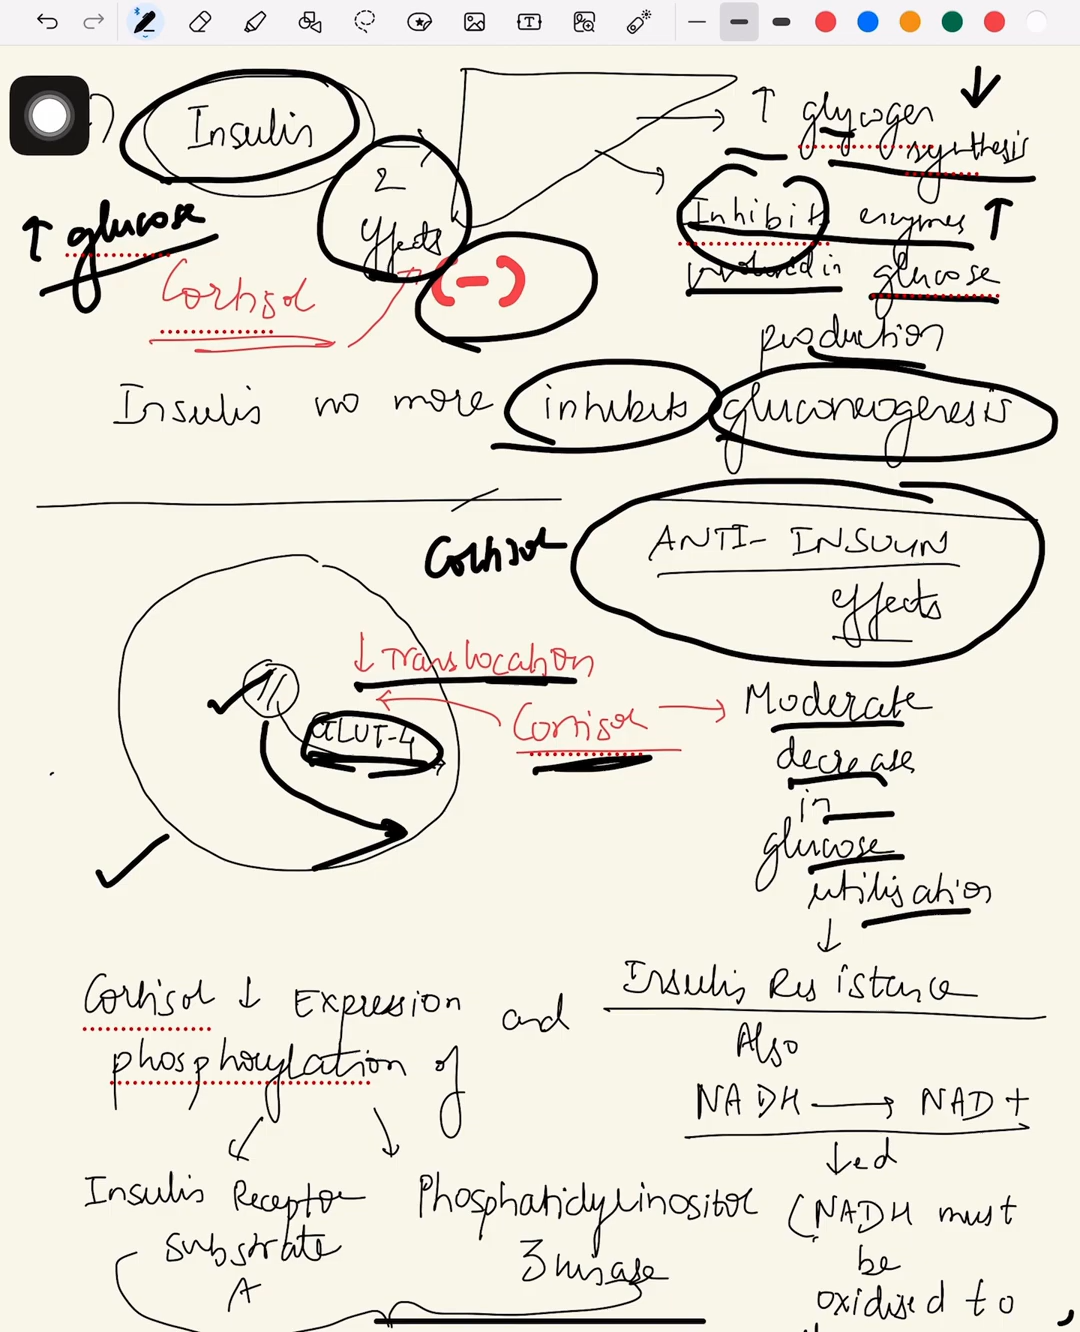 Insulin
2
Effects
↑ glycogen ↓
synthesis
Inhibit enzymes ↑
involved in glucose
production
↑ glucose
Cortisol (-)
Insulin no more inhibits gluconeogenesis
Cortisol
ANTI- INSULIN
Effects
↓ Translocation
GLUT-4
Cortisol → Moderate
decrease
in
glucose
utilisation
↓
Insulin Resistance
Also
NADH → NAD+
↓ed
(NADH must
be
oxidised to
Cortisol ↓ Expression and
phosphorylation of
Insulin Receptor
substrate
A
Phosphatidylinositol
3 kinase